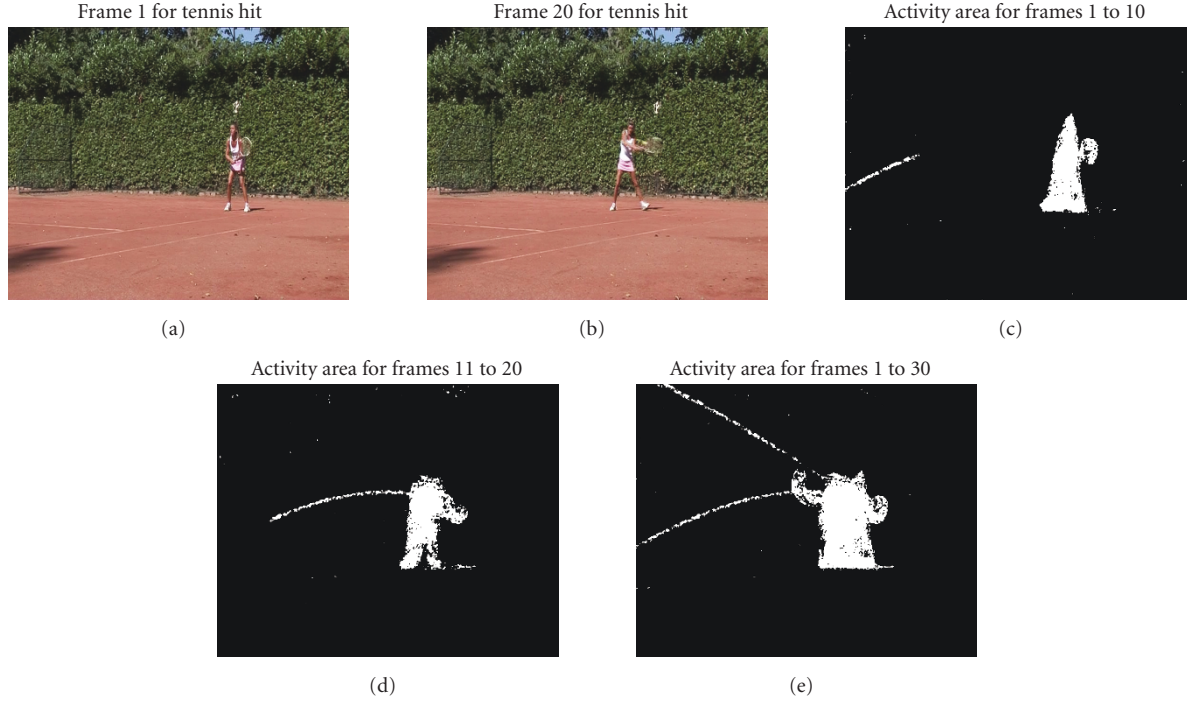 Frame 1 for tennis hit
Frame 20 for tennis hit
Activity area for frames 1 to 10
(a)
(b)
(c)
Activity area for frames 11 to 20
Activity area for frames 1 to 30
(d)
(e)